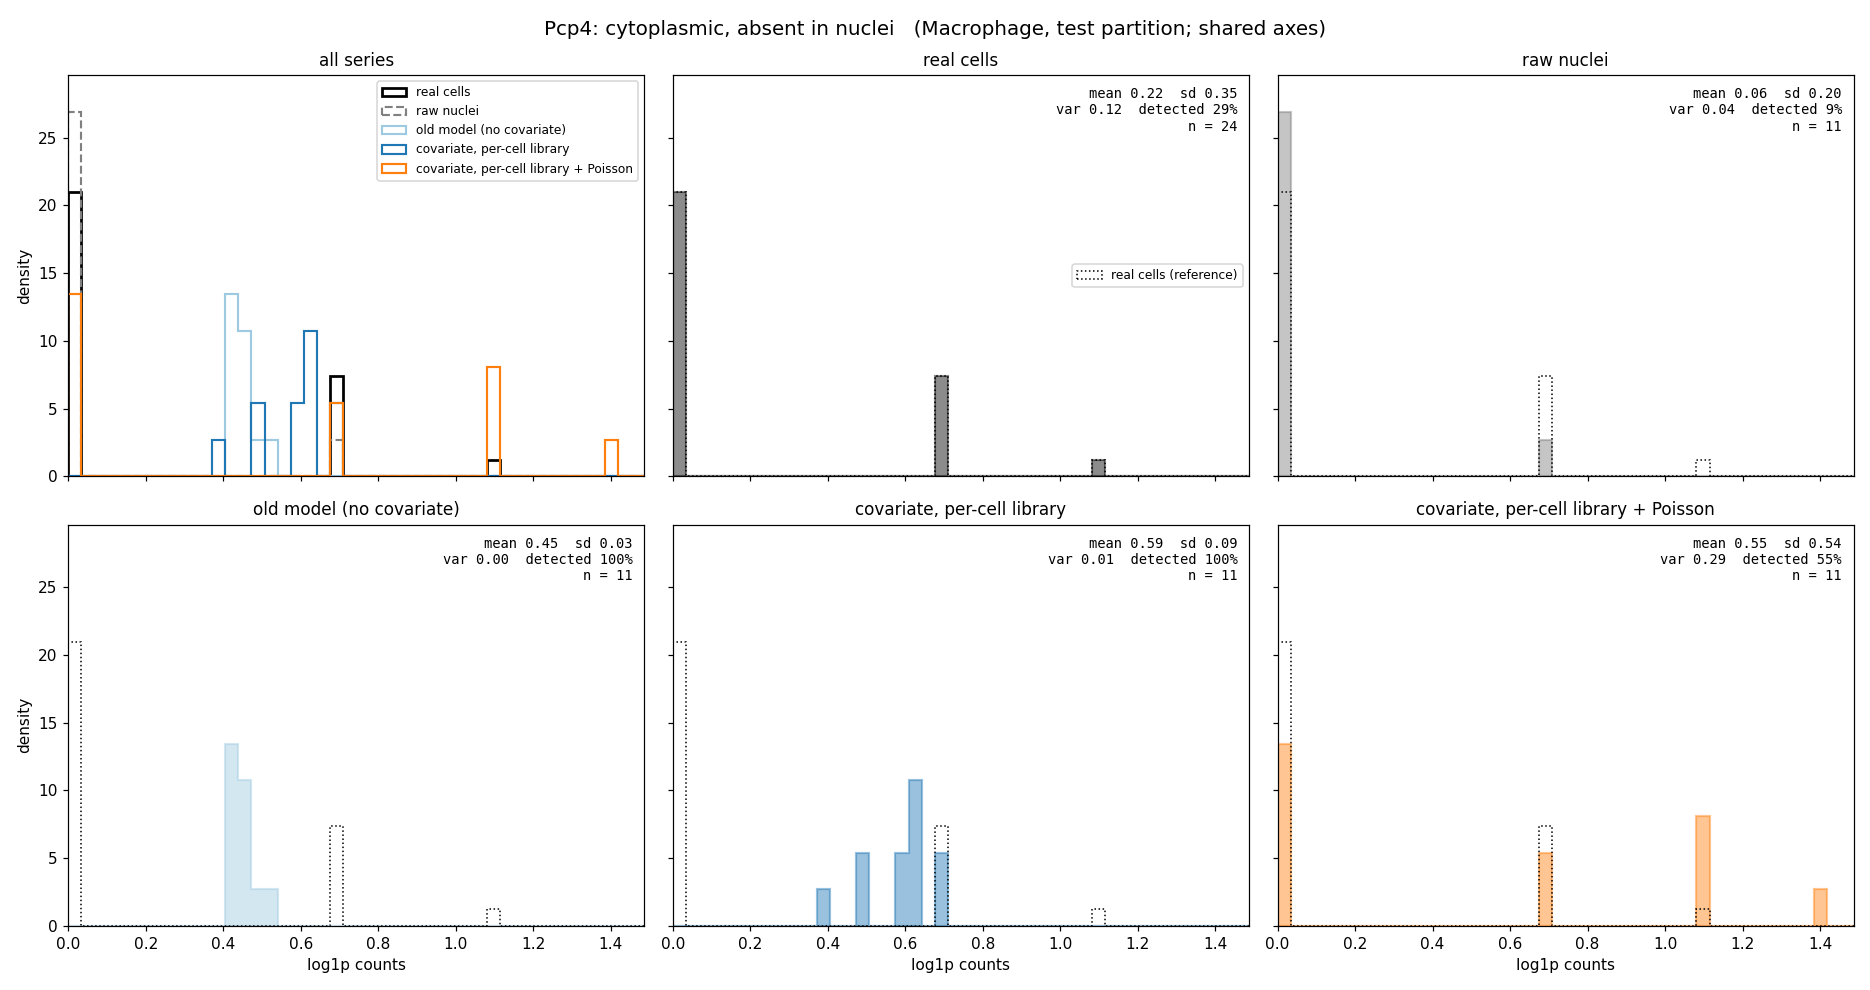 Pcp4: cytoplasmic, absent in nuclei   (Macrophage, test partition; shared axes)
all series
density
25
20
15
10
5
0
real cells
raw nuclei
old model (no covariate)
covariate, per-cell library
covariate, per-cell library + Poisson
real cells
mean 0.22  sd 0.35
var 0.12  detected 29%
n = 24
real cells (reference)
raw nuclei
mean 0.06  sd 0.20
var 0.04  detected 9%
n = 11
old model (no covariate)
mean 0.45  sd 0.03
var 0.00  detected 100%
n = 11
density
25
20
15
10
5
0
0.0 0.2 0.4 0.6 0.8 1.0 1.2 1.4
log1p counts
covariate, per-cell library
mean 0.59  sd 0.09
var 0.01  detected 100%
n = 11
0.0 0.2 0.4 0.6 0.8 1.0 1.2 1.4
log1p counts
covariate, per-cell library + Poisson
mean 0.55  sd 0.54
var 0.29  detected 55%
n = 11
0.0 0.2 0.4 0.6 0.8 1.0 1.2 1.4
log1p counts